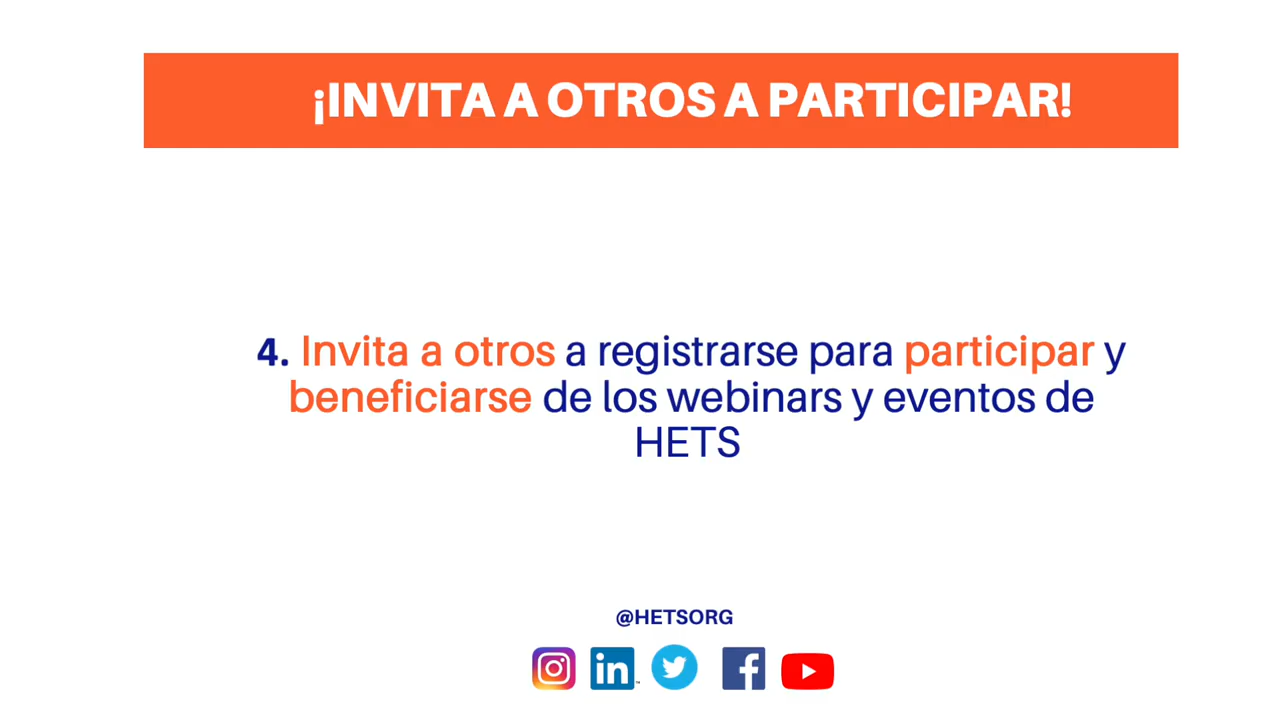 ¡INVITA A OTROS A PARTICIPAR!
4. Invita a otros a registrarse para participar y
beneficiarse de los webinars y eventos de
HETS
@HETSORG
in